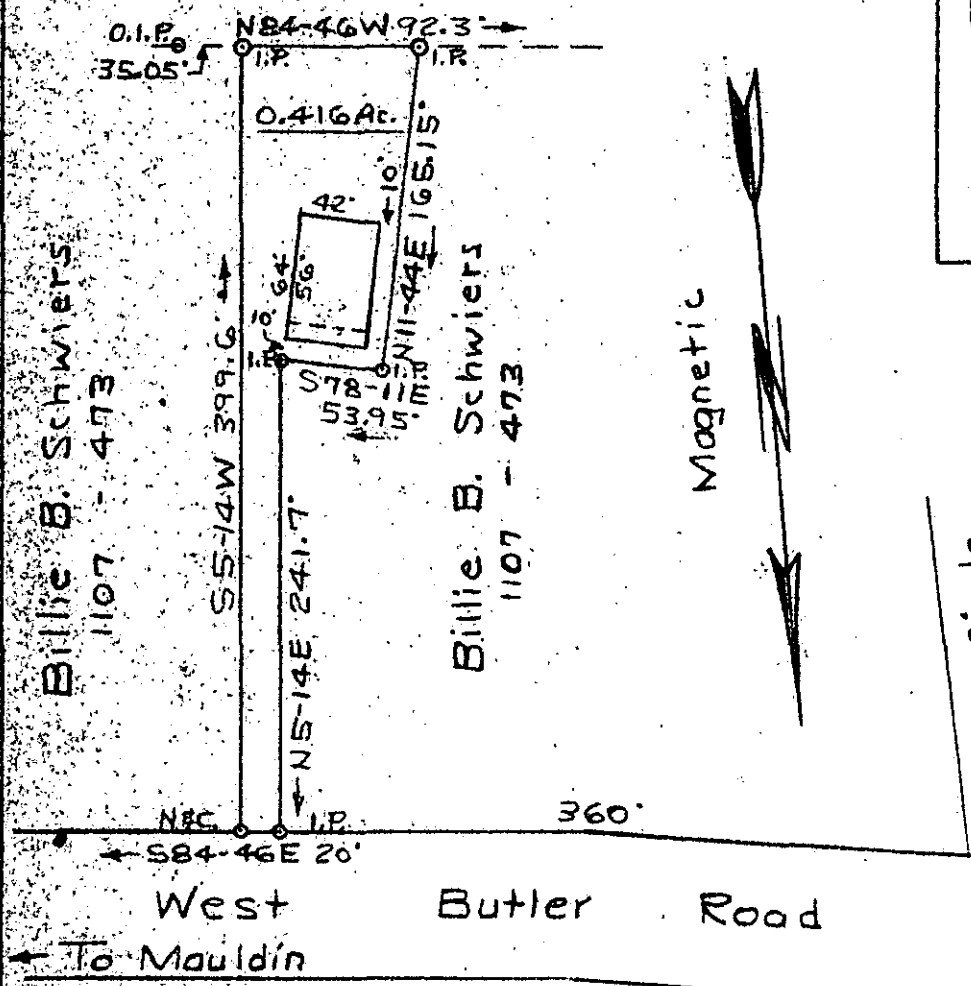 N84-46W 92.3'
O.I.P.
35.05'
I.P.
I.P.
0.416 Ac.
N11-44E 165.15'
10'
42'
64'
56'
10'
I.P.
I.P.
S78-11E
53.95'
S5-14W 399.6'
N5-14E 241.7'
Billie B. Schwiers
1107 - 473
Billie B. Schwiers
1107 - 473
Magnetic
N
N&C
I.P.
360'
S84-46E 20'
West Butler Road
To Mauldin